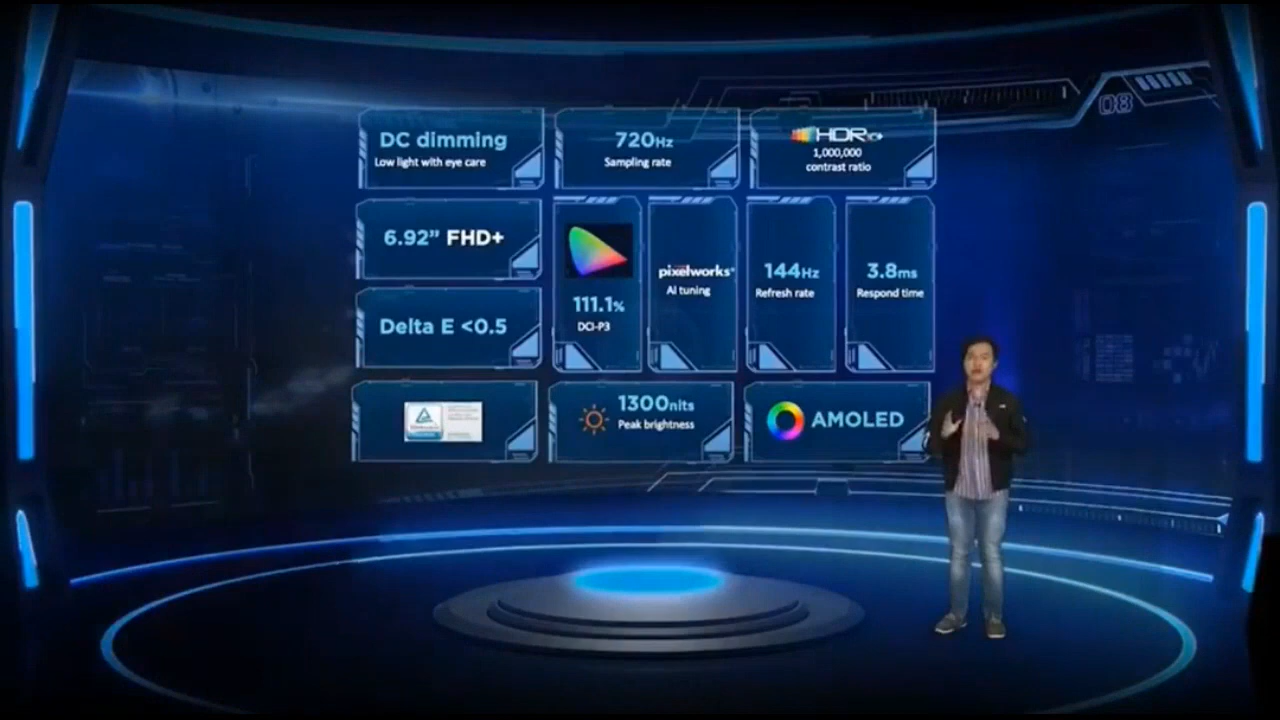 DC dimming
Low light with eye care
720Hz
Sampling rate
HDR10+
1,000,000
contrast ratio
08
6.92” FHD+
Delta E <0.5
111.1%
DCI-P3
pixelworks
AI tuning
144Hz
Refresh rate
3.8ms
Respond time
1300nits
Peak brightness
AMOLED